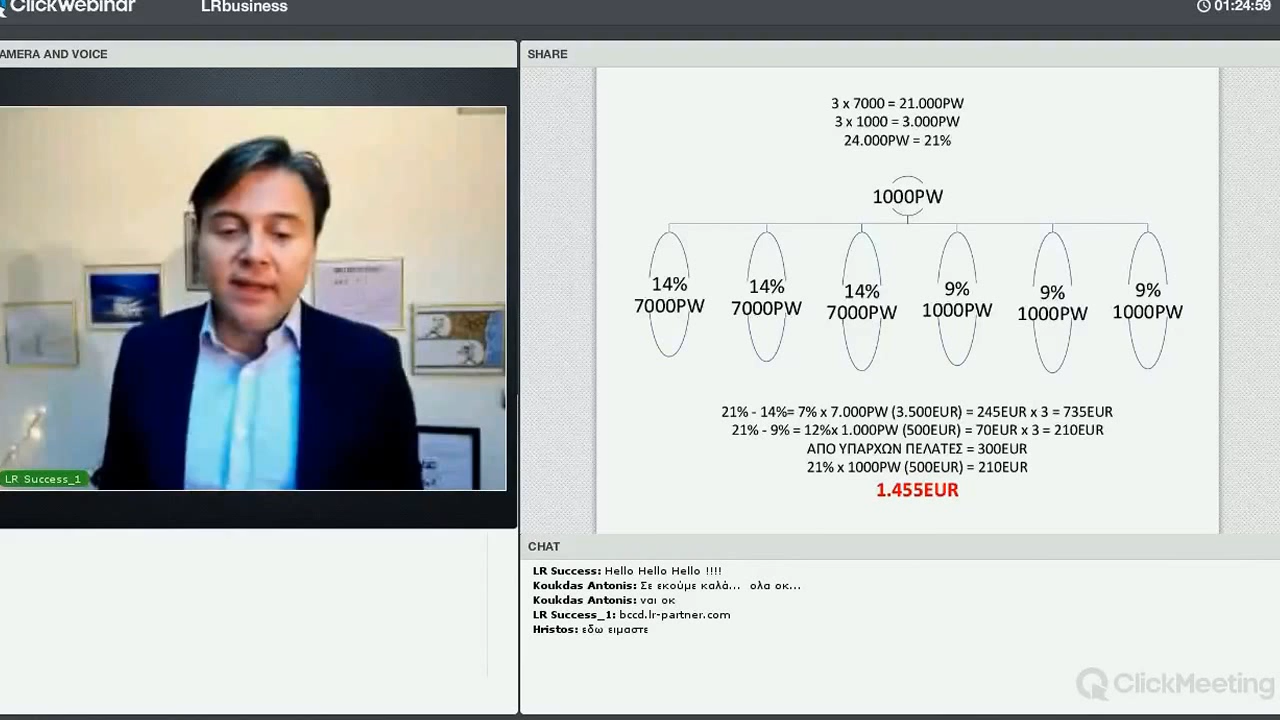 ClickWebinar
LRbusiness
01:24:59
AMERA AND VOICE
SHARE
3 x 7000 = 21.000PW
3 x 1000 = 3.000PW
24.000PW = 21%
1000PW
14%
7000PW
14%
7000PW
14%
7000PW
9%
1000PW
9%
1000PW
9%
1000PW
21% - 14%= 7% x 7.000PW (3.500EUR) = 245EUR x 3 = 735EUR
21% - 9% = 12%x 1.000PW (500EUR) = 70EUR x 3 = 210EUR
ΑΠΟ ΥΠΑΡΧΩΝ ΠΕΛΑΤΕΣ = 300EUR
21% x 1000PW (500EUR) = 210EUR
1.455EUR
LR Success_1
CHAT
LR Success: Hello Hello Hello !!!!
Koukdas Antonis: Σε εκούμε καλά... ολα οκ...
Koukdas Antonis: ναι οκ
LR Success_1: bccd.lr-partner.com
Hristos: εδω ειμαστε
ClickMeeting